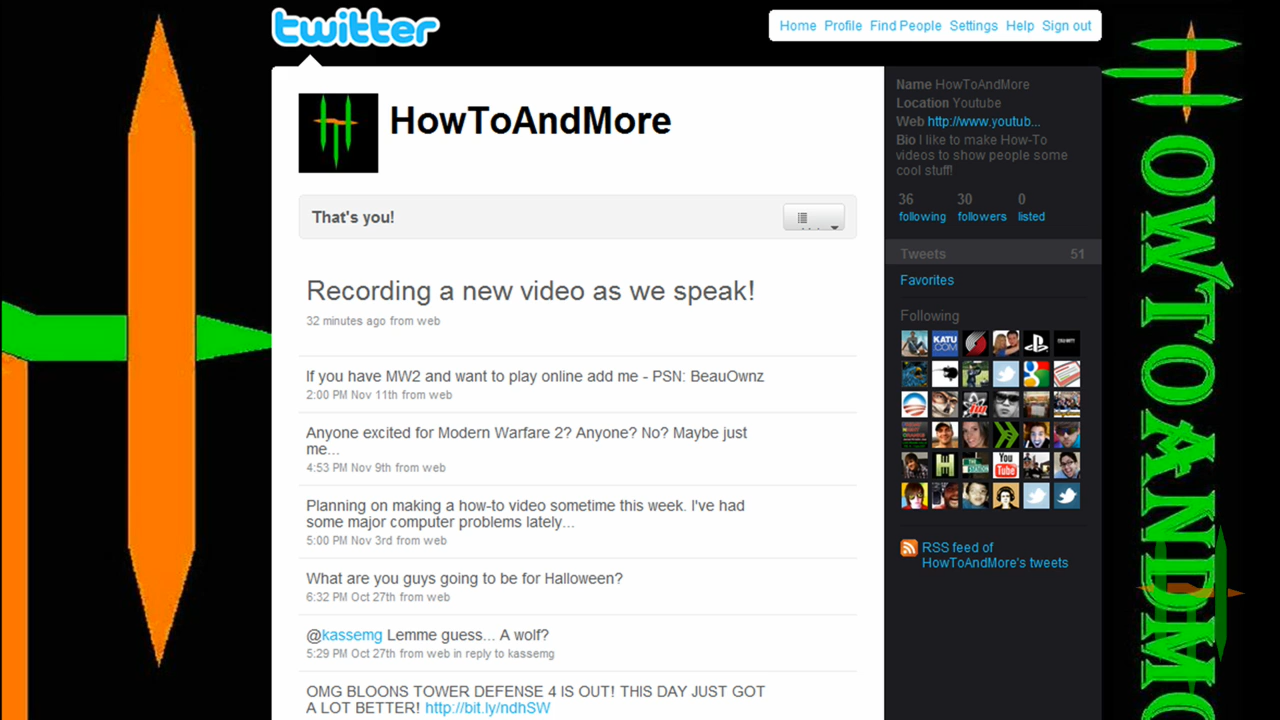 twitter
Home Profile Find People Settings Help Sign out
HowToAndMore
That's you!
Recording a new video as we speak!
32 minutes ago from web
If you have MW2 and want to play online add me - PSN: BeauOwnz
2:00 PM Nov 11th from web
Anyone excited for Modern Warfare 2? Anyone? No? Maybe just
me...
4:53 PM Nov 9th from web
Planning on making a how-to video sometime this week. I've had
some major computer problems lately...
5:00 PM Nov 3rd from web
What are you guys going to be for Halloween?
6:32 PM Oct 27th from web
@kassemg Lemme guess... A wolf?
5:29 PM Oct 27th from web in reply to kassemg
OMG BLOONS TOWER DEFENSE 4 IS OUT! THIS DAY JUST GOT
A LOT BETTER! http://bit.ly/ndhSW
Name HowToAndMore
Location Youtube
Web http://www.youtub...
Bio I like to make How-To
videos to show people some
cool stuff!
36 30 0
following followers listed
Tweets 51
Favorites
Following
KATU
.COM
You
Tube
RSS feed of
HowToAndMore's tweets
HOWTOANDMO